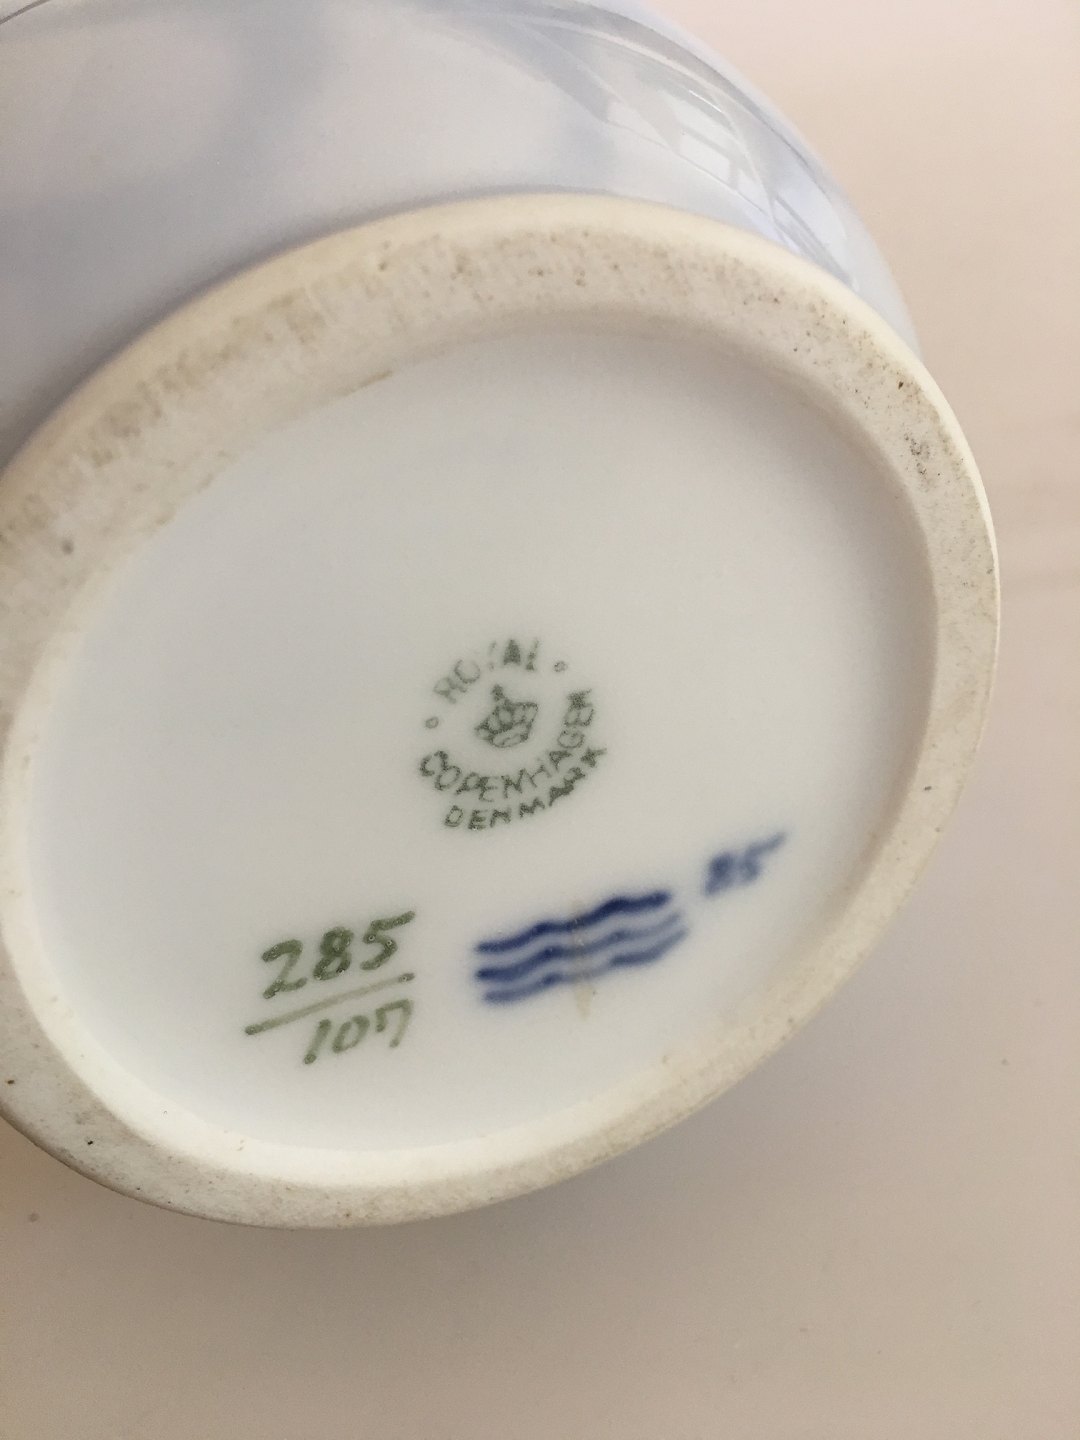 ROYAL
COPENHAGEN
DENMARK
85
285
107